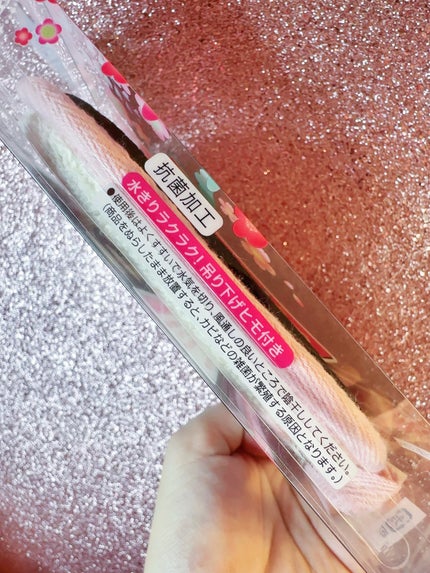 抗菌加工
水きりラクラク!吊り下げヒモ付き
●使用後はよくすすいで水気を切り、風通しの良いところで陰干ししてください。
(商品をぬらしたまま放置すると、カビなどの雑菌が繁殖する原因となります。)